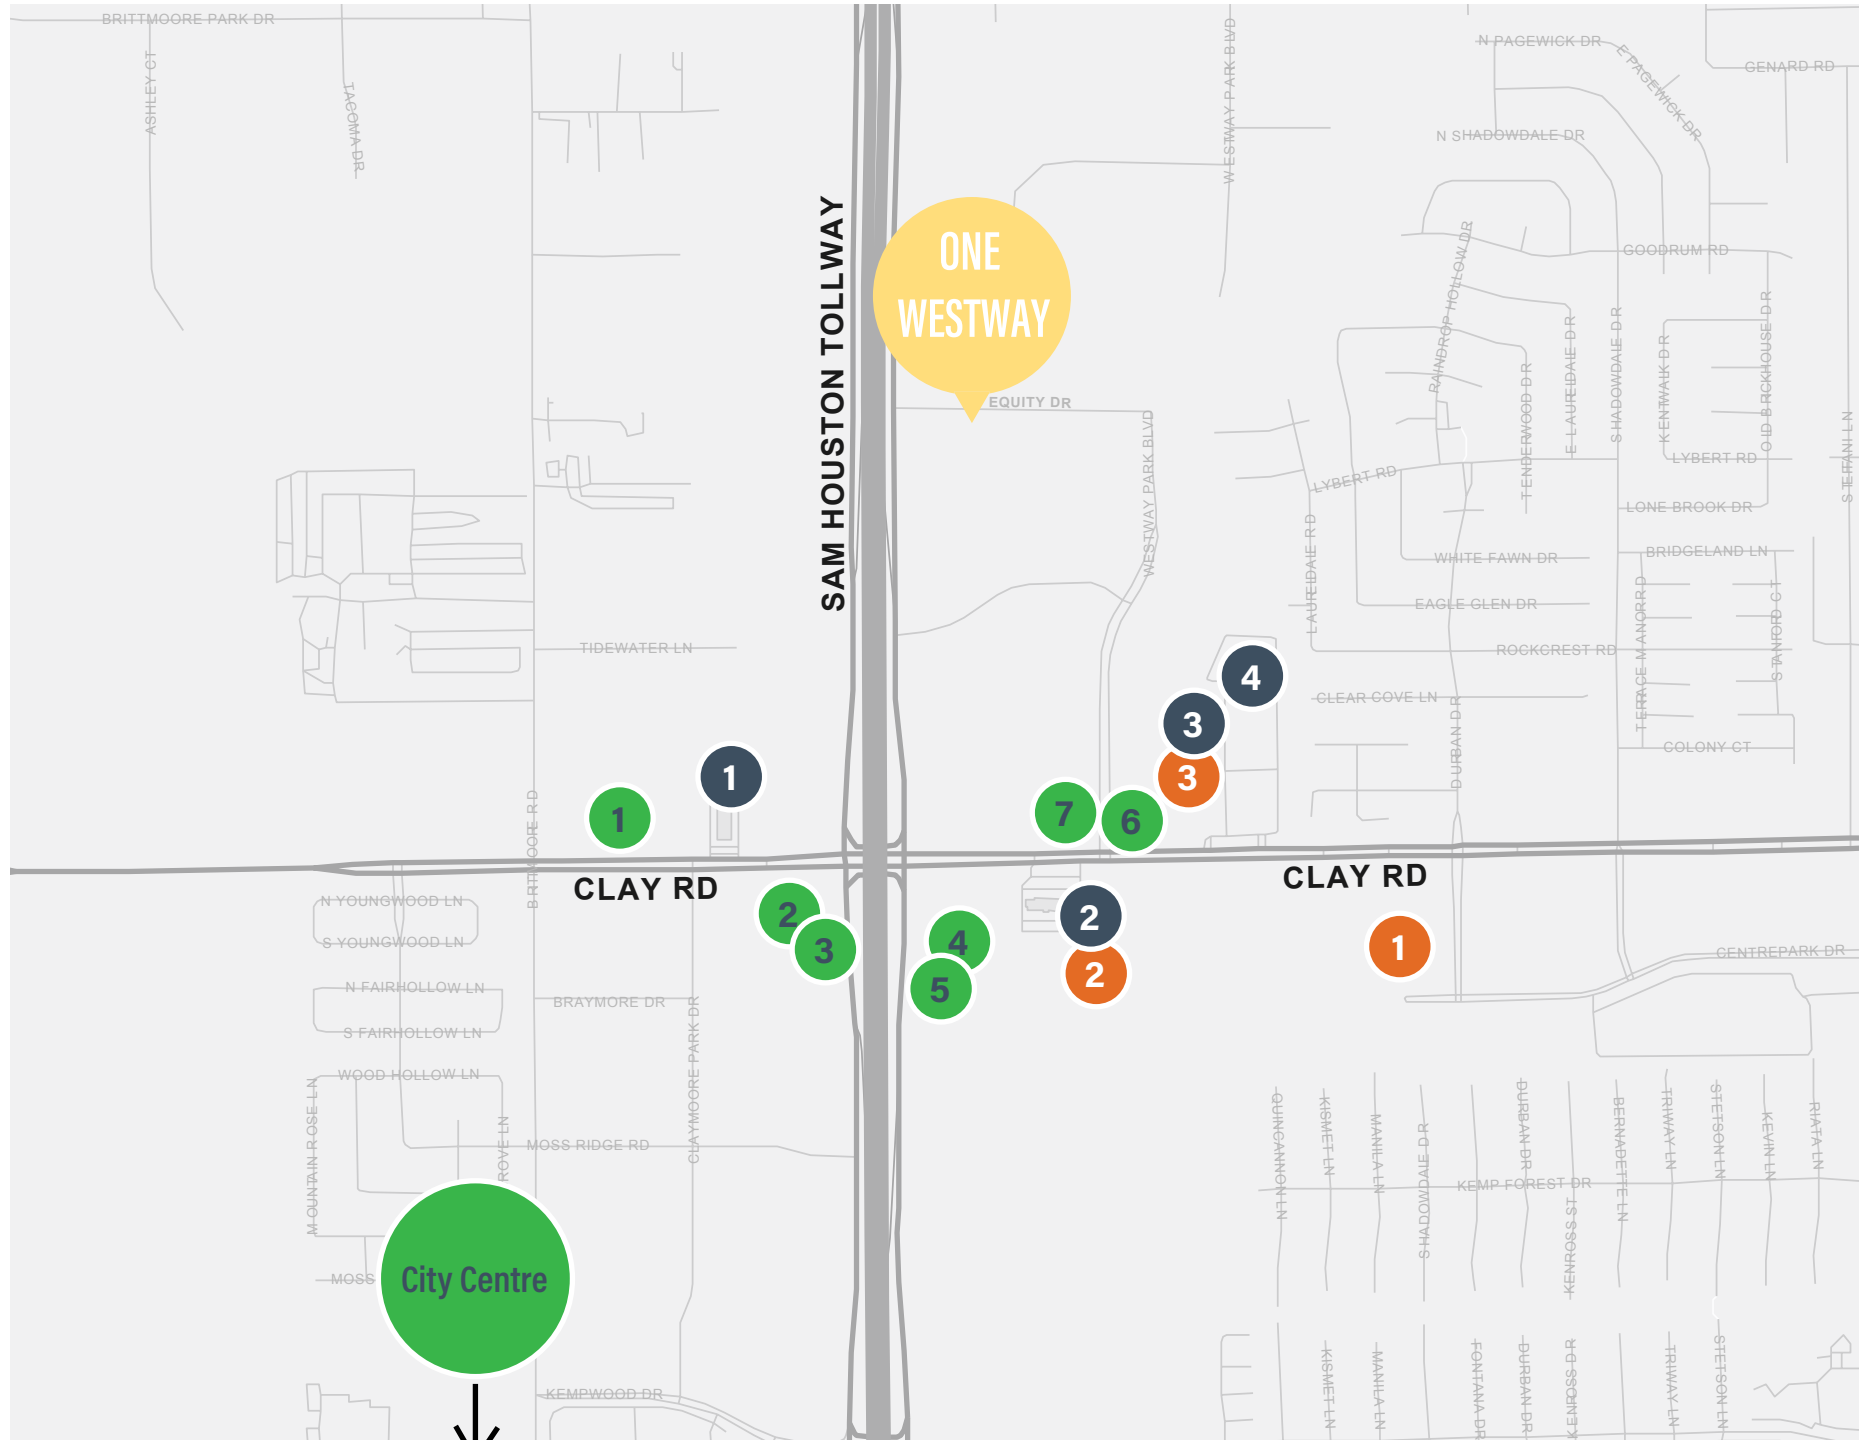 BRITTMOORE PARK DR
ASHLEY CT
TACOMA DR
WESTWAY PARK BLVD
N PAGEWICK DR
E PAGEWICK DR
GENARD RD
N SHADOWDALE DR
SAM HOUSTON TOLLWAY
ONE
WESTWAY
EQUITY DR
RAINDROP HOLLOW DR
GOODRUM RD
E LAURELDALE DR
SHADOWDALE DR
KENTWALK DR
OLD BRICKHOUSE DR
TENDERWOOD DR
STEFANI LN
LYBERT RD
LYBERT RD
WESTWAY PARK BLVD
LONE BROOK DR
LAURELDALE RD
WHITE FAWN DR
BRIDGELAND LN
EAGLE GLEN DR
TERRACE MANOR RD
STANFORD CT
TIDEWATER LN
ROCKCREST RD
CLEAR COVE LN
DURBAN DR
COLONY CT
4
3
3
1
1
7
6
BRITTMOORE RD
CLAY RD
CLAY RD
N YOUNGWOOD LN
S YOUNGWOOD LN
2
3
4
5
2
2
1
CENTREPARK DR
N FAIRHOLLOW LN
BRAYMORE DR
S FAIRHOLLOW LN
CLAYMOORE PARK DR
WOOD HOLLOW LN
MOUNTAIN ROSE LN
ROVE LN
MOSS RIDGE RD
QUINCANNON LN
KISMET LN
MANILA LN
SHADOWDALE DR
DURBAN DR
KENROSS ST
BERNADETTE LN
TRIWAY LN
STETSON LN
KEVIN LN
RIATA LN
KEMP FOREST DR
MOSS
City Centre
KEMPWOOD DR
KISMET LN
MANILA LN
FONTANA DR
DURBAN DR
KENROSS DR
TRIWAY LN
STETSON LN